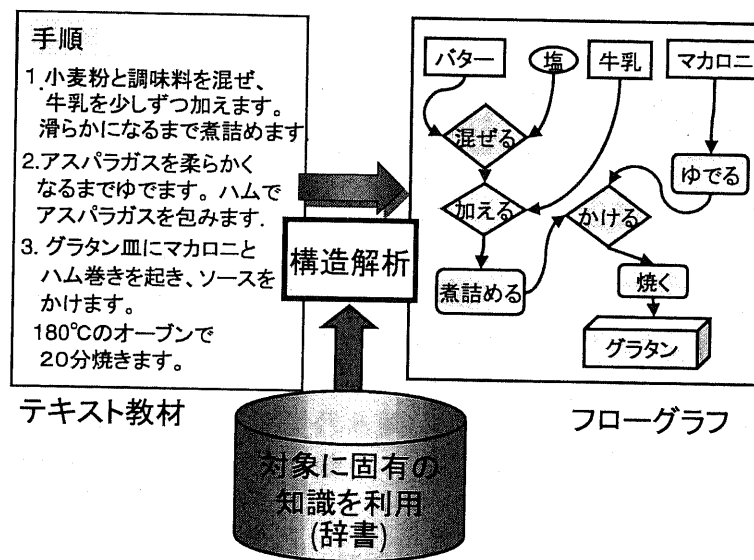 手順
1.小麦粉と調味料を混ぜ、
牛乳を少しずつ加えます。
滑らかになるまで煮詰めます
2.アスパラガスを柔らかく
なるまでゆでます。ハムで
アスパラガスを包みます.
3. グラタン皿にマカロニと
ハム巻きを起き、ソースを
かけます。
180℃のオーブンで
20分焼きます。
テキスト教材
構造解析
対象に固有の
知識を利用
(辞書)
バター
塩
牛乳
マカロニ
混ぜる
ゆでる
加える
かける
煮詰める
焼く
グラタン
フローグラフ